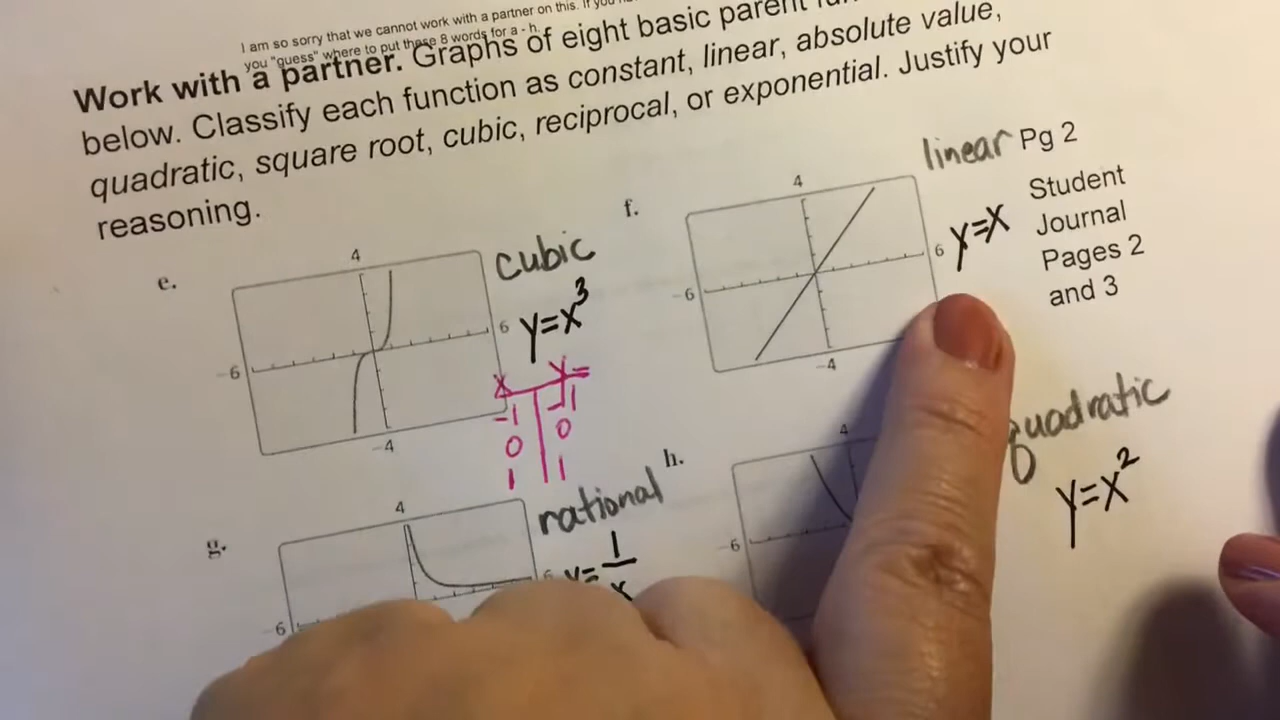 I am so sorry that we cannot work with a partner on this. If you
you "guess" where to put these 8 words for a - h.
Work with a partner. Graphs of eight basic parent
below. Classify each function as constant, linear, absolute value,
quadratic, square root, cubic, reciprocal, or exponential. Justify your
reasoning.
e.
4
-6
6
-4
cubic
y=x³
x y=
-1 -1
0 0
1 1
f.
4
-6
6
-4
linear
y=x
Pg 2
Student
Journal
Pages 2
and 3
g.
4
-6
6
rational
y=1/x
h.
4
-6
quadratic
y=x²